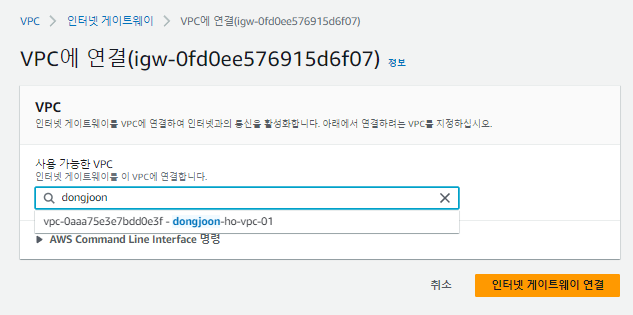 VPC > 인터넷 게이트웨이 > VPC에 연결(igw-0fd0ee576915d6f07)
VPC에 연결(igw-0fd0ee576915d6f07) 정보
VPC
인터넷 게이트웨이를 VPC에 연결하여 인터넷과의 통신을 활성화합니다. 아래에서 연결하려는 VPC를 지정하십시오.
사용 가능한 VPC
인터넷 게이트웨이를 이 VPC에 연결합니다.
dongjoon
vpc-0aaa75e3e7bdd0e3f - dongjoon-ho-vpc-01
AWS Command Line Interface 명령
취소 인터넷 게이트웨이 연결